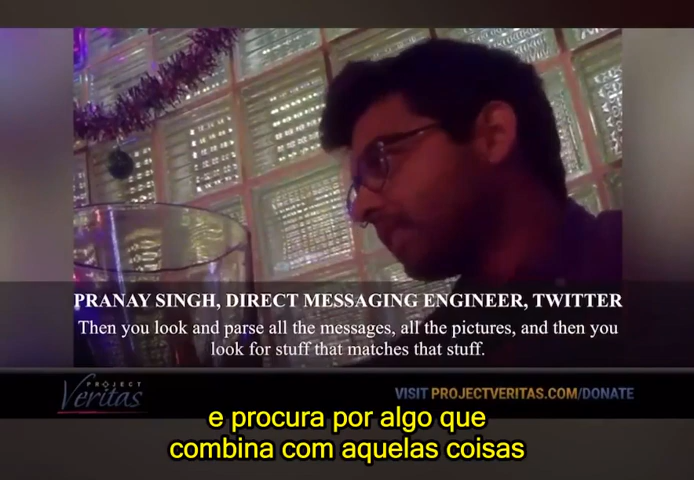 PRANAY SINGH, DIRECT MESSAGING ENGINEER, TWITTER
Then you look and parse all the messages, all the pictures, and then you
look for stuff that matches that stuff.
PROJECT
Veritas
VISIT PROJECTVERITAS.COM/DONATE
e procura por algo que
combina com aquelas coisas